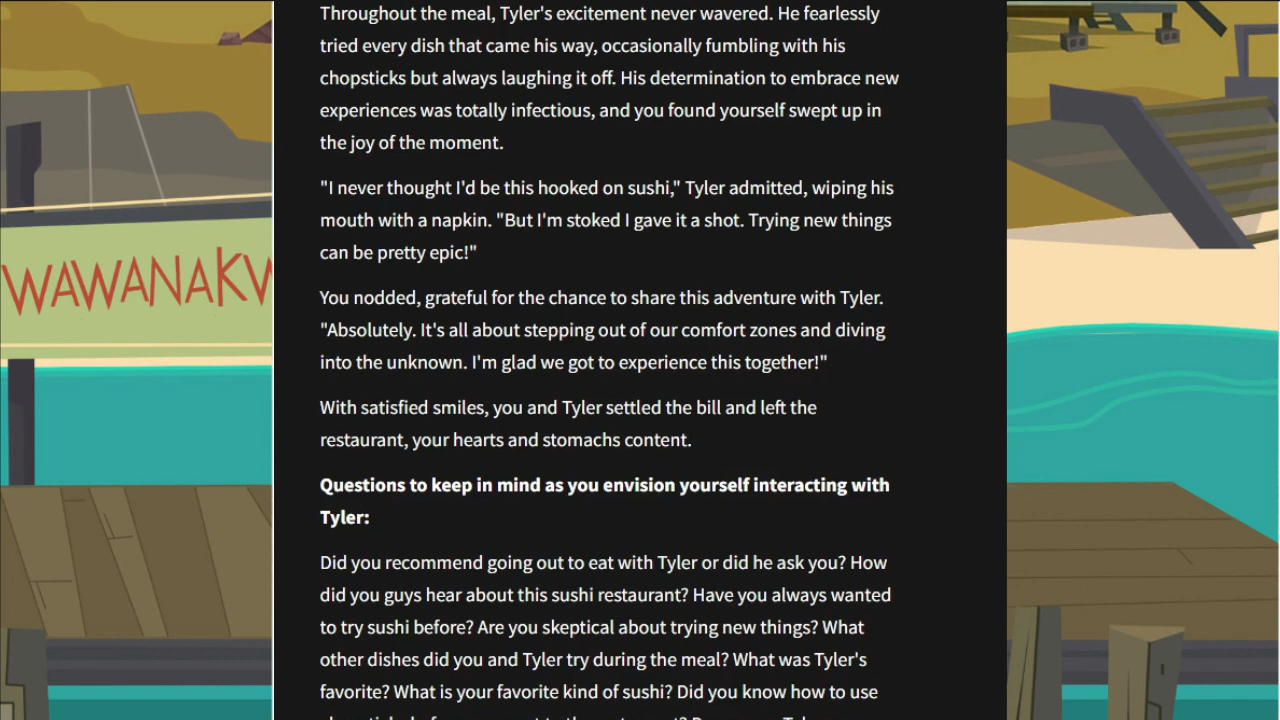 Throughout the meal, Tyler's excitement never wavered. He fearlessly
tried every dish that came his way, occasionally fumbling with his
chopsticks but always laughing it off. His determination to embrace new
experiences was totally infectious, and you found yourself swept up in
the joy of the moment.
"I never thought I'd be this hooked on sushi," Tyler admitted, wiping his
mouth with a napkin. "But I'm stoked I gave it a shot. Trying new things
can be pretty epic!"
You nodded, grateful for the chance to share this adventure with Tyler.
"Absolutely. It's all about stepping out of our comfort zones and diving
into the unknown. I'm glad we got to experience this together!"
With satisfied smiles, you and Tyler settled the bill and left the
restaurant, your hearts and stomachs content.
Questions to keep in mind as you envision yourself interacting with
Tyler:
Did you recommend going out to eat with Tyler or did he ask you? How
did you guys hear about this sushi restaurant? Have you always wanted
to try sushi before? Are you skeptical about trying new things? What
other dishes did you and Tyler try during the meal? What was Tyler's
favorite? What is your favorite kind of sushi? Did you know how to use
WAWANAKW